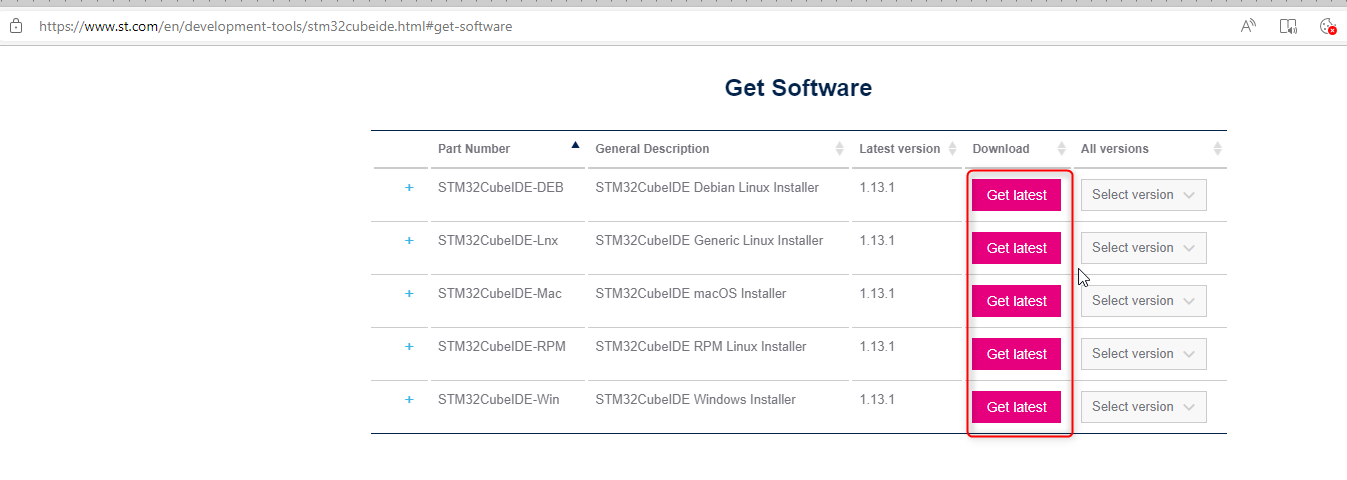 https://www.st.com/en/development-tools/stm32cubeide.html#get-software
Get Software
Part Number General Description Latest version Download All versions
+ STM32CubeIDE-DEB STM32CubeIDE Debian Linux Installer 1.13.1 Get latest Select version
+ STM32CubeIDE-Lnx STM32CubeIDE Generic Linux Installer 1.13.1 Get latest Select version
+ STM32CubeIDE-Mac STM32CubeIDE macOS Installer 1.13.1 Get latest Select version
+ STM32CubeIDE-RPM STM32CubeIDE RPM Linux Installer 1.13.1 Get latest Select version
+ STM32CubeIDE-Win STM32CubeIDE Windows Installer 1.13.1 Get latest Select version